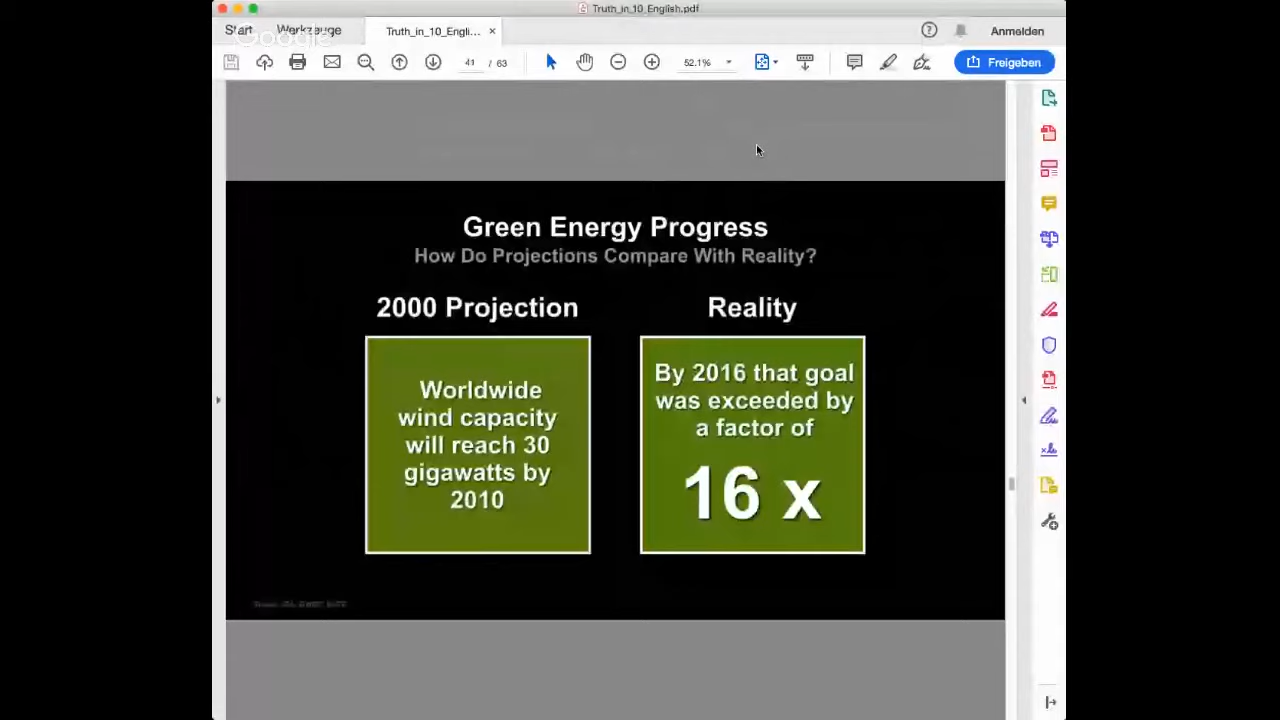 Truth_in_10_English.pdf
Start
Werkzeuge
Truth_in_10_Engli... ×
Anmelden
Google
41 / 63
52.1%
Freigeben
Green Energy Progress
How Do Projections Compare With Reality?
2000 Projection
Worldwide
wind capacity
will reach 30
gigawatts by
2010
Reality
By 2016 that goal
was exceeded by
a factor of
16 x